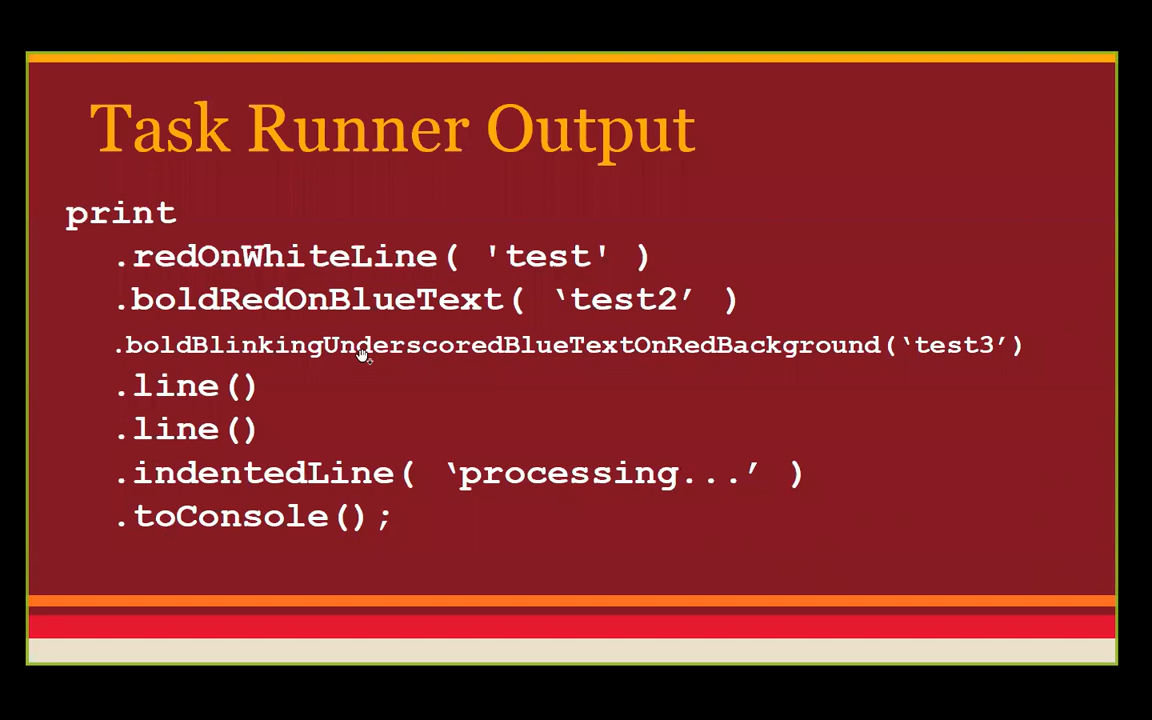 Task Runner Output
print
.redOnWhiteLine( 'test' )
.boldRedOnBlueText( ‘test2’ )
.boldBlinkingUnderscoredBlueTextOnRedBackground(‘test3’)
.line()
.line()
.indentedLine( ‘processing...’ )
.toConsole();